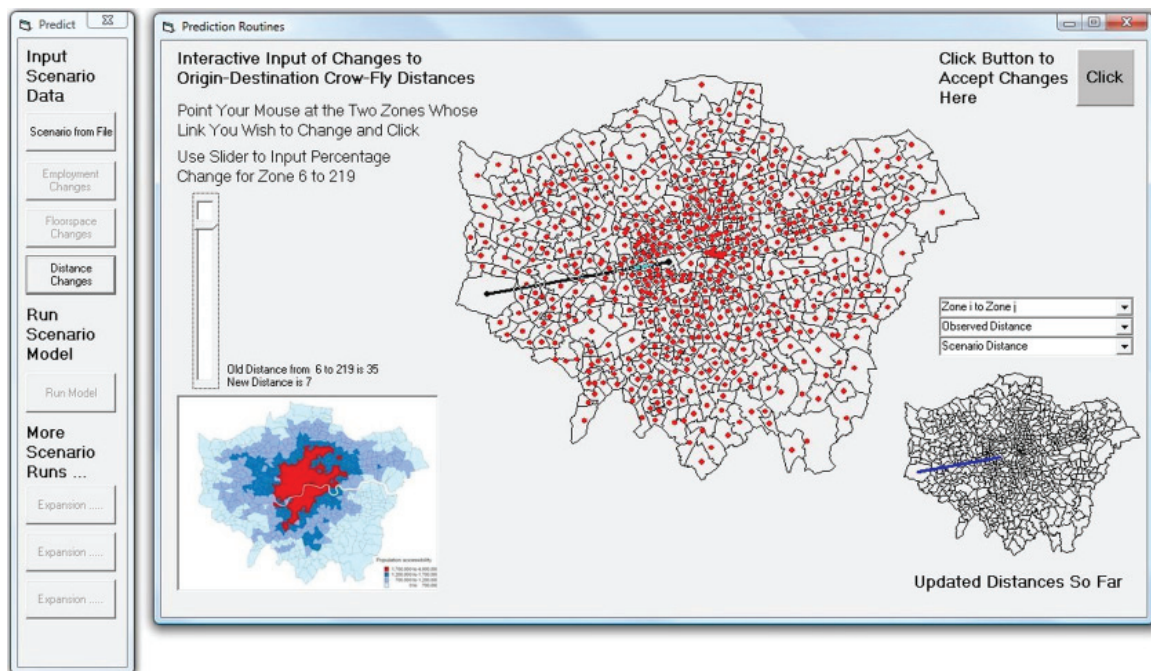 Predict
Input
Scenario
Data
Scenario from File
Employment
Changes
Floorspace
Changes
Distance
Changes
Run
Scenario
Model
Run Model
More
Scenario
Runs ...
Expansion .....
Expansion .....
Expansion .....
Prediction Routines
Interactive Input of Changes to
Origin-Destination Crow-Fly Distances
Point Your Mouse at the Two Zones Whose
Link You Wish to Change and Click
Use Slider to Input Percentage
Change for Zone 6 to 219
Old Distance from 6 to 219 is 35
New Distance is 7
Population accessibility
Click Button to
Accept Changes
Here
Click
Zone i to Zone j
Observed Distance
Scenario Distance
Updated Distances So Far